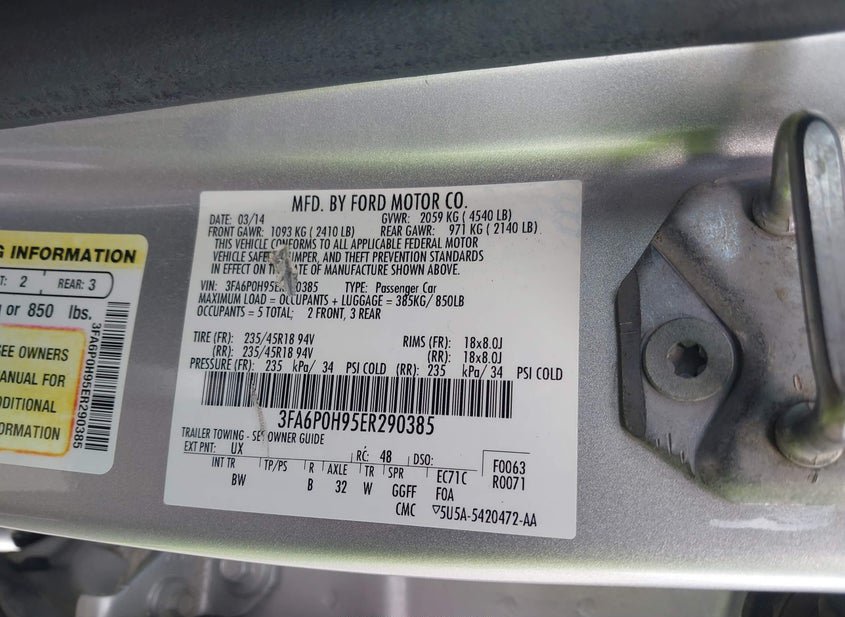 G INFORMATION
T: 2 REAR: 3
or 850 lbs.
SEE OWNERS
MANUAL FOR
ADDITIONAL
INFORMATION
3FA6P0H95ER290385
MFD. BY FORD MOTOR CO.
DATE: 03/14 GVWR: 2059 KG ( 4540 LB)
FRONT GAWR: 1093 KG ( 2410 LB) REAR GAWR: 971 KG ( 2140 LB)
THIS VEHICLE CONFORMS TO ALL APPLICABLE FEDERAL MOTOR
VEHICLE SAFETY, BUMPER, AND THEFT PREVENTION STANDARDS
IN EFFECT ON THE DATE OF MANUFACTURE SHOWN ABOVE.
VIN: 3FA6P0H95ER290385 TYPE: Passenger Car
MAXIMUM LOAD = OCCUPANTS + LUGGAGE = 385KG/ 850LB
OCCUPANTS = 5 TOTAL; 2 FRONT, 3 REAR
TIRE (FR): 235/45R18 94V RIMS (FR): 18x8.0J
(RR): 235/45R18 94V (RR): 18x8.0J
PRESSURE (FR): 235 kPa/ 34 PSI COLD (RR): 235 kPa/ 34 PSI COLD
3FA6P0H95ER290385
TRAILER TOWING - SEE OWNER GUIDE
EXT PNT: UX RC: 48 DSO: F0063
INT TR TP/PS R AXLE TR SPR EC71C R0071
BW B 32 W GGFF F0A
CMC ▽5U5A-5420472-AA